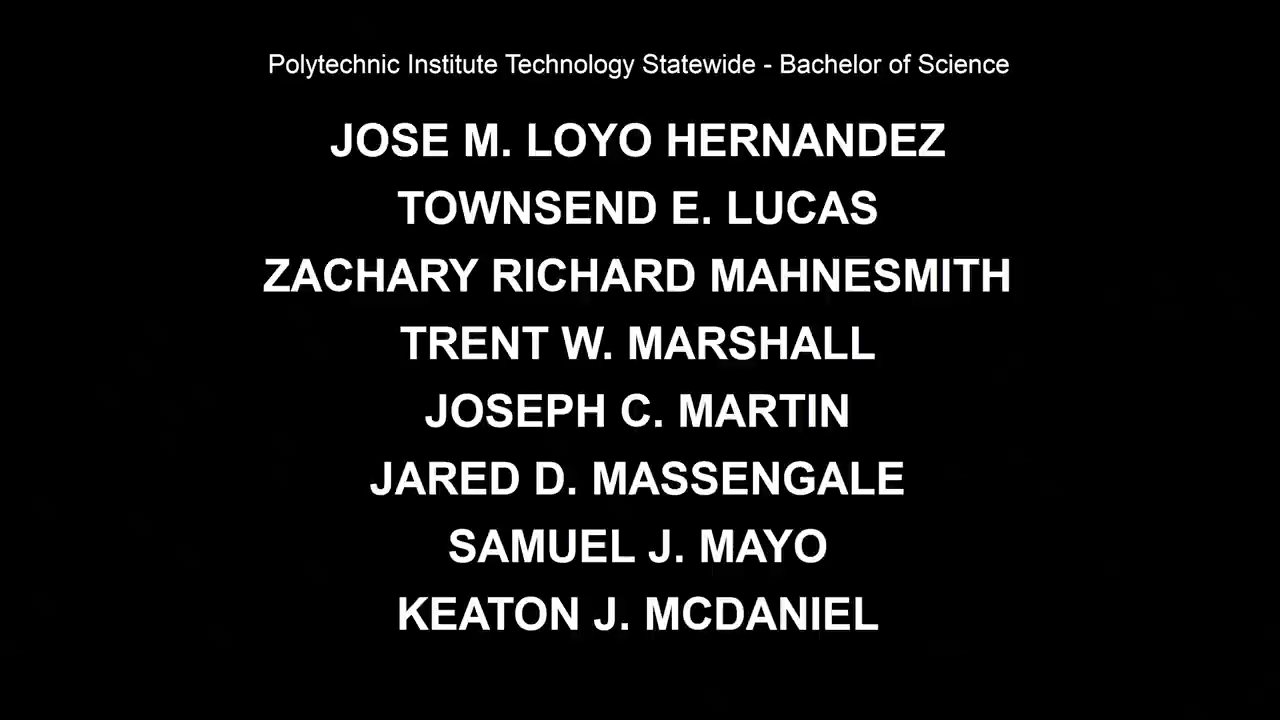 Polytechnic Institute Technology Statewide - Bachelor of Science
JOSE M. LOYO HERNANDEZ
TOWNSEND E. LUCAS
ZACHARY RICHARD MAHNESMITH
TRENT W. MARSHALL
JOSEPH C. MARTIN
JARED D. MASSENGALE
SAMUEL J. MAYO
KEATON J. MCDANIEL